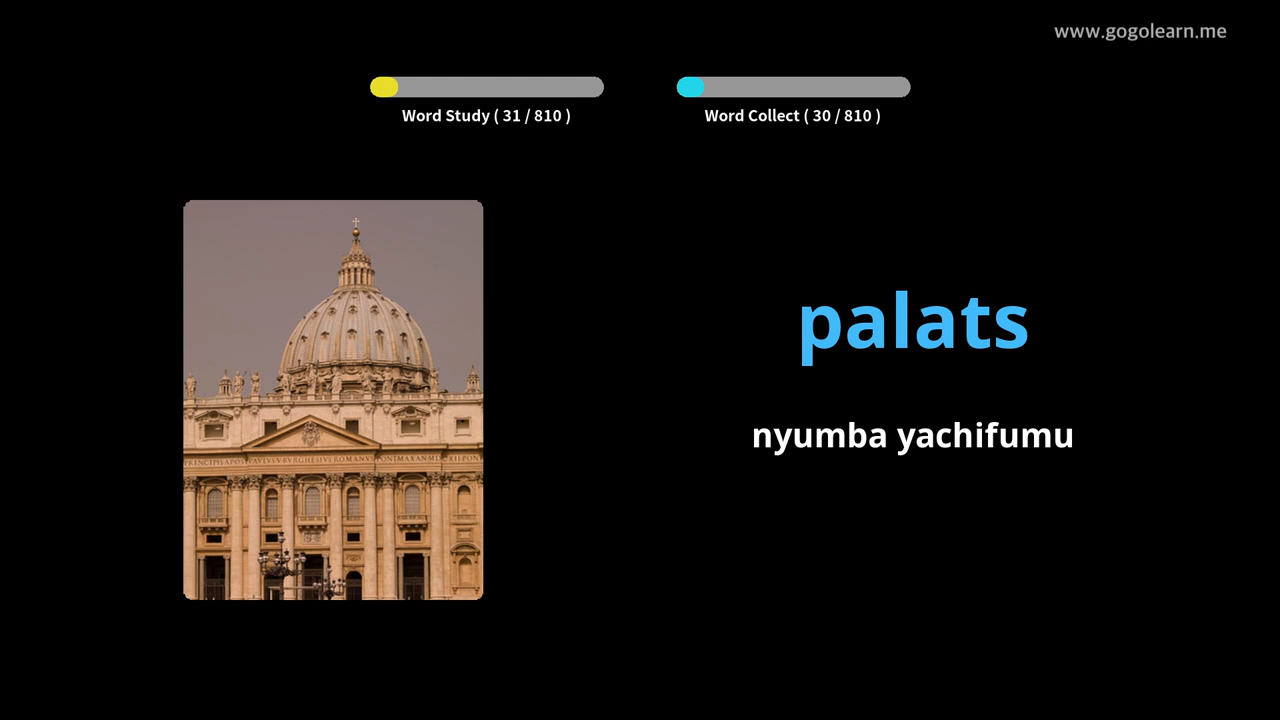 www.gogolearn.me
Word Study ( 31 / 810 )
Word Collect ( 30 / 810 )
palats
nyumba yachifumu